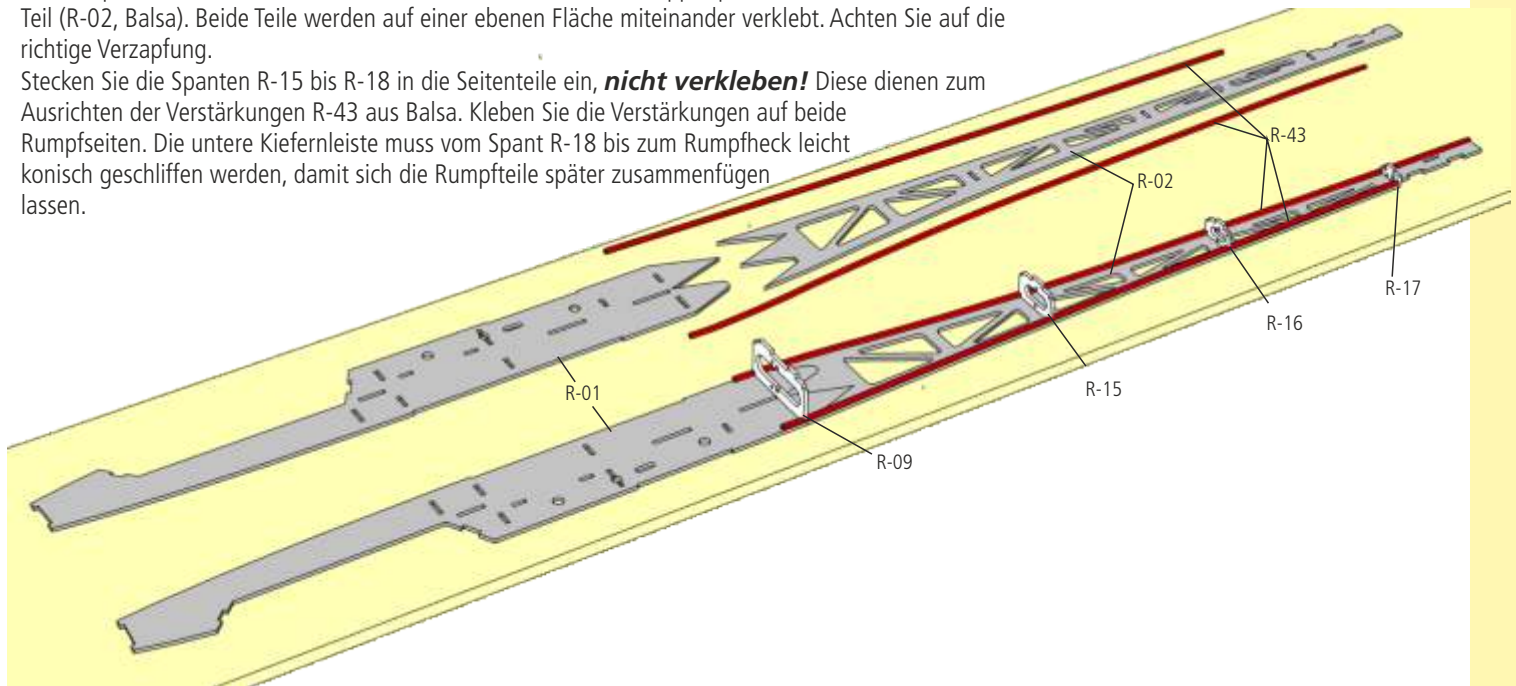 Teil (R-02, Balsa). Beide Teile werden auf einer ebenen Fläche miteinander verklebt. Achten Sie auf die
richtige Verzapfung.
Stecken Sie die Spanten R-15 bis R-18 in die Seitenteile ein, nicht verkleben! Diese dienen zum
Ausrichten der Verstärkungen R-43 aus Balsa. Kleben Sie die Verstärkungen auf beide
Rumpfseiten. Die untere Kiefernleiste muss vom Spant R-18 bis zum Rumpfheck leicht
konisch geschliffen werden, damit sich die Rumpfteile später zusammenfügen
lassen.
R-43
R-02
R-17
R-16
R-15
R-01
R-09